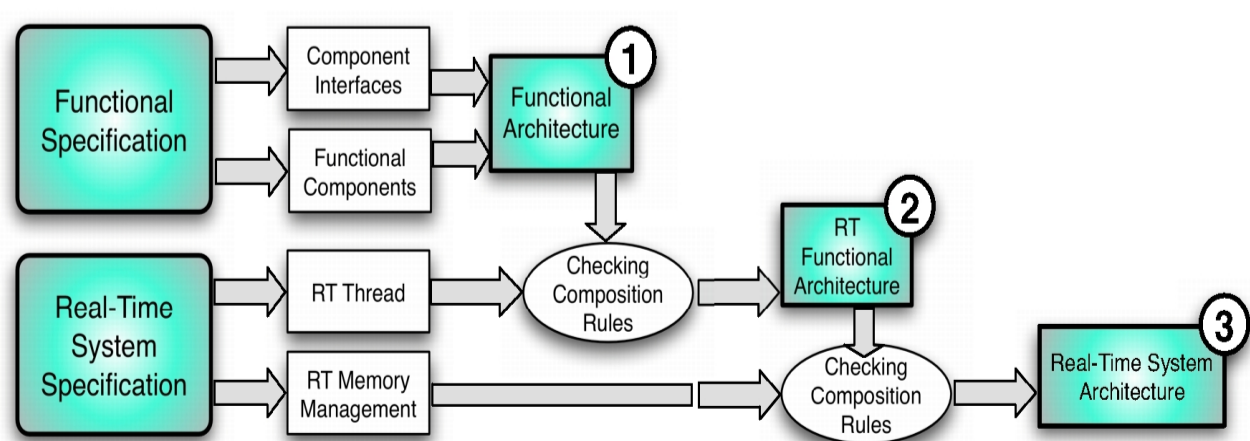 Functional
Specification
Component
Interfaces
Functional
Components
1
Functional
Architecture
Real-Time
System
Specification
RT Thread
RT Memory
Management
Checking
Composition
Rules
2
RT
Functional
Architecture
Checking
Composition
Rules
3
Real-Time System
Architecture